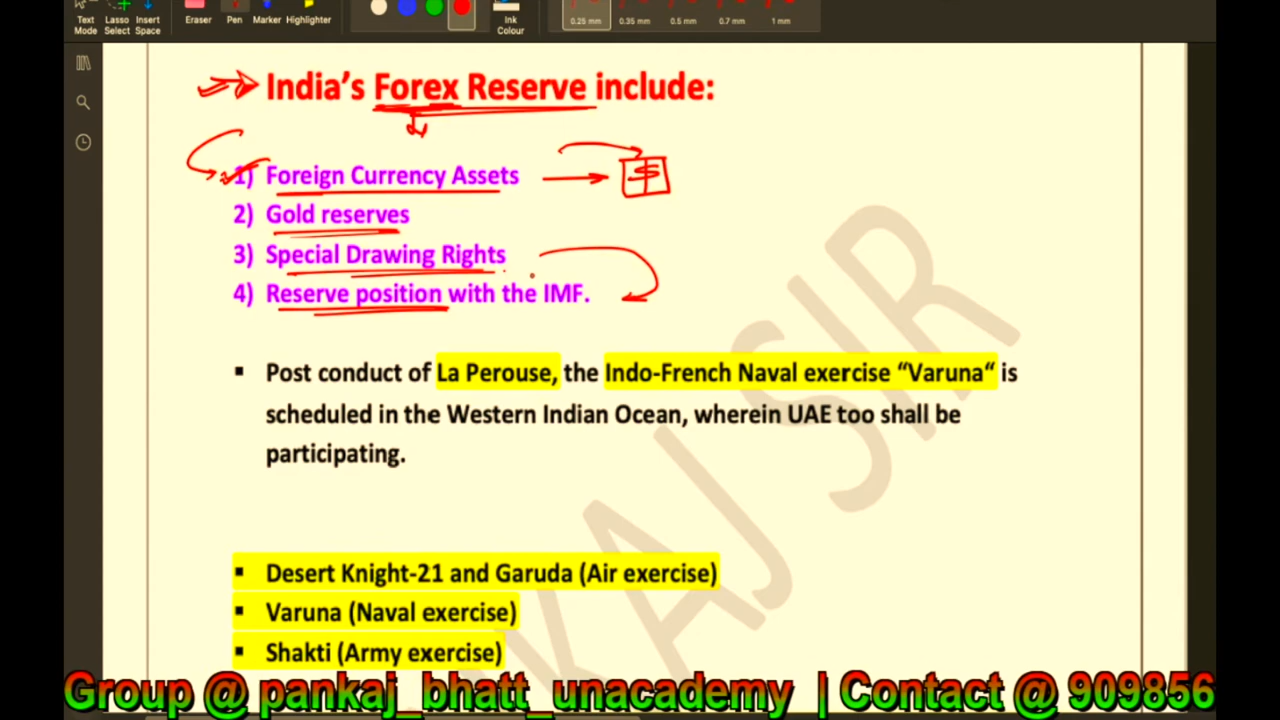 Text Mode Lasso Select Insert Space Eraser Pen Marker Highlighter Ink Colour 0.25 mm 0.35 mm 0.5 mm 0.7 mm 1 mm
India's Forex Reserve include:
1) Foreign Currency Assets $
2) Gold reserves
3) Special Drawing Rights
4) Reserve position with the IMF.
▪ Post conduct of La Perouse, the Indo-French Naval exercise “Varuna“ is
scheduled in the Western Indian Ocean, wherein UAE too shall be
participating.
▪ Desert Knight-21 and Garuda (Air exercise)
▪ Varuna (Naval exercise)
▪ Shakti (Army exercise)
KAJ SIR
Group @ pankaj_bhatt_unacademy | Contact @ 909856